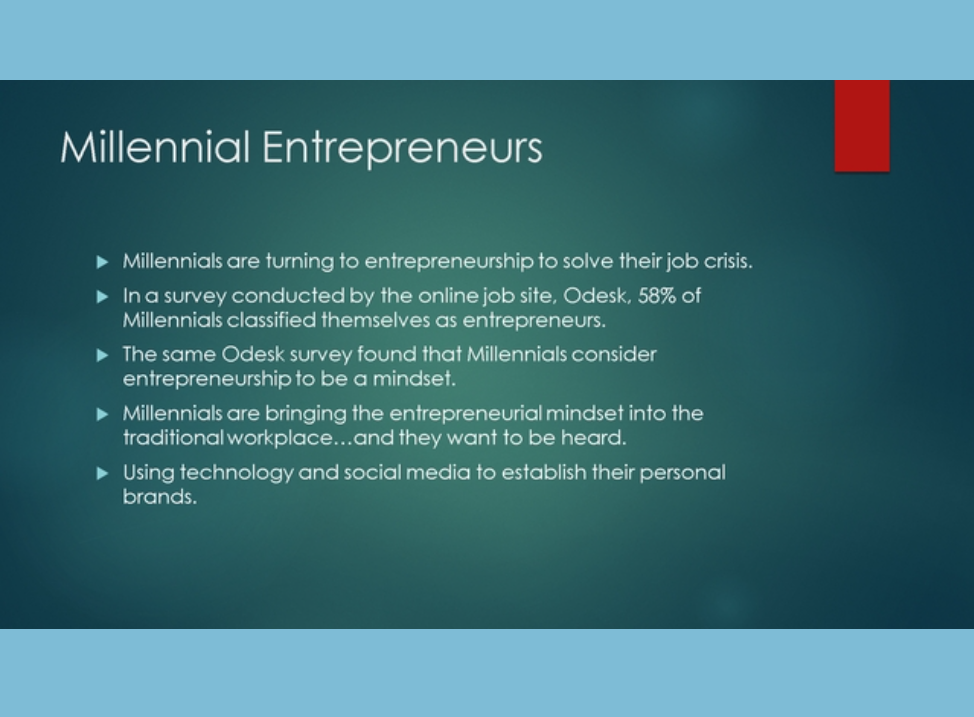 Millennial Entrepreneurs
Millennials are turning to entrepreneurship to solve their job crisis.
In a survey conducted by the online job site, Odesk, 58% of
Millennials classified themselves as entrepreneurs.
The same Odesk survey found that Millennials consider
entrepreneurship to be a mindset.
Millennials are bringing the entrepreneurial mindset into the
traditional workplace…and they want to be heard.
Using technology and social media to establish their personal
brands.